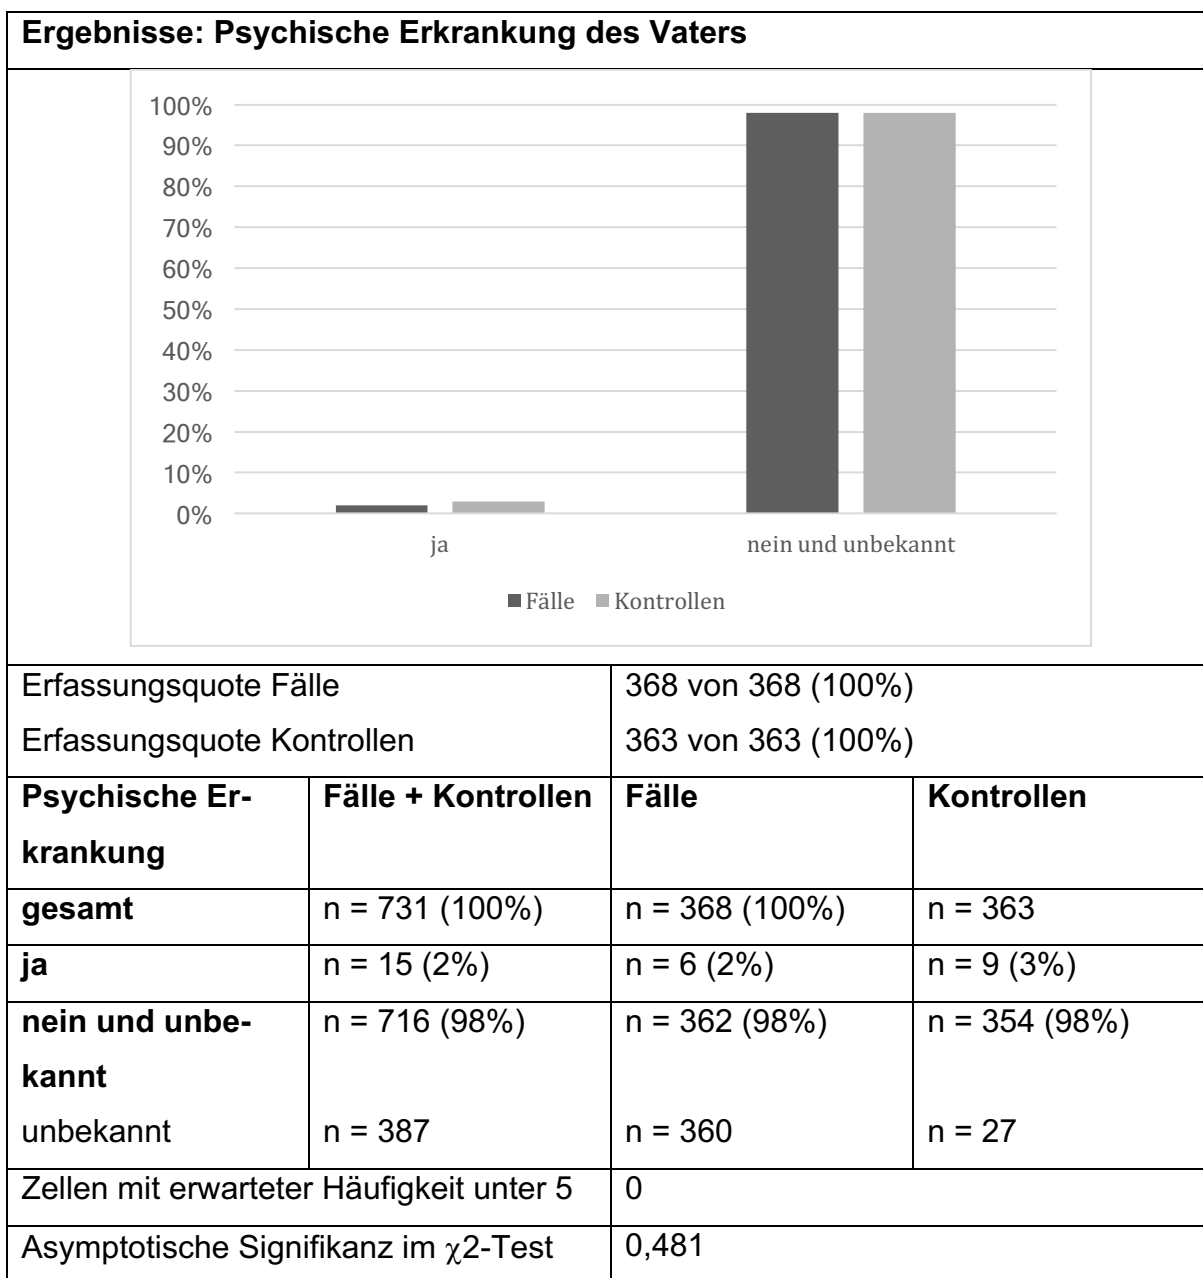 Ergebnisse: Psychische Erkrankung des Vaters
100%
90%
80%
70%
60%
50%
40%
30%
20%
10%
0%
ja nein und unbekannt
Fälle Kontrollen
Erfassungsquote Fälle 368 von 368 (100%)
Erfassungsquote Kontrollen 363 von 363 (100%)
Psychische Er- Fälle + Kontrollen Fälle Kontrollen
krankung
gesamt n = 731 (100%) n = 368 (100%) n = 363
ja n = 15 (2%) n = 6 (2%) n = 9 (3%)
nein und unbe- n = 716 (98%) n = 362 (98%) n = 354 (98%)
kannt
unbekannt n = 387 n = 360 n = 27
Zellen mit erwarteter Häufigkeit unter 5 0
Asymptotische Signifikanz im χ2-Test 0,481